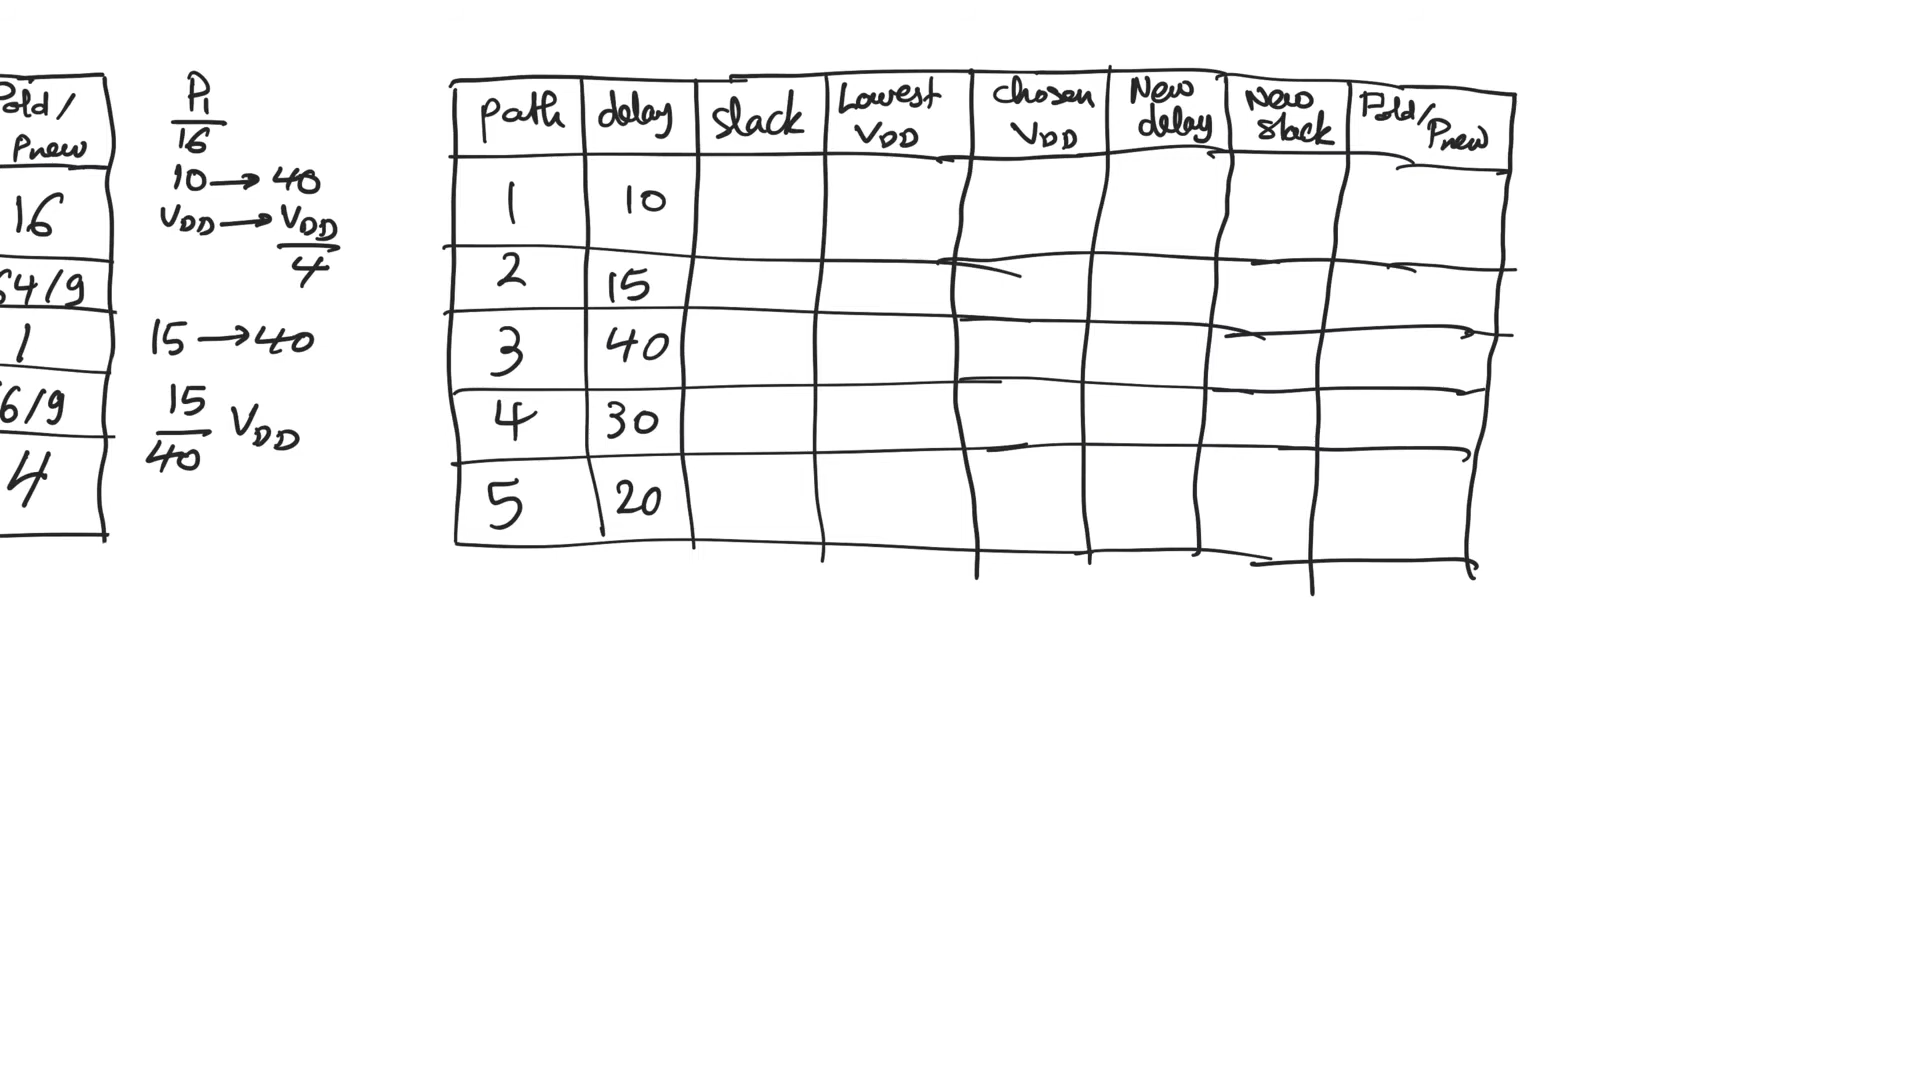 Pold/
Pnew
16
64/9
1
6/9
4
P1
16
10 → 40
VDD → VDD
4
15 → 40
15
40 VDD
path delay slack Lowest VDD chosen VDD New delay New slack Pold/Pnew
1 10
2 15
3 40
4 30
5 20